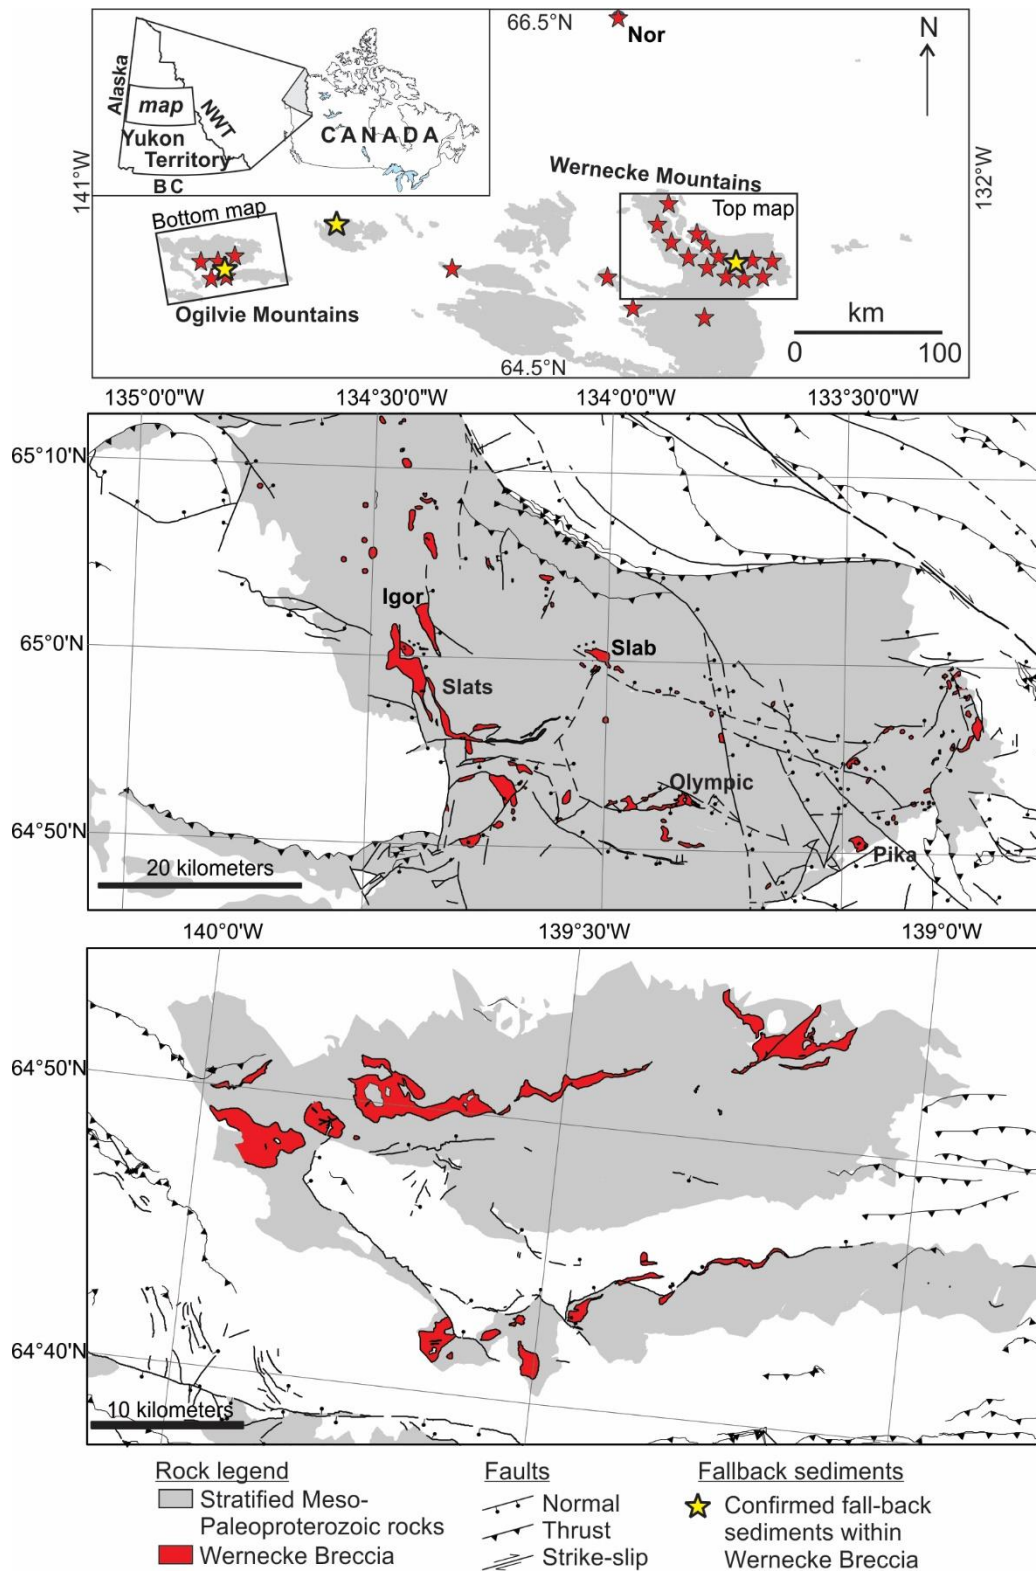 66.5°N
Nor
N
Alaska
map
NWT
Yukon
Territory
BC
CANADA
141°W
132°W
Wernecke Mountains
Top map
Bottom map
Ogilvie Mountains
64.5°N
km
0 100
135°0'0"W 134°30'W 134°0'W 133°30'W
65°10'N
Igor
65°0'N
Slab
Slats
Olympic
64°50'N
Pika
20 kilometers
140°0'W 139°30'W 139°0'W
64°50'N
64°40'N
10 kilometers
Rock legend
Stratified Meso-
Paleoproterozoic rocks
Wernecke Breccia
Faults
Normal
Thrust
Strike-slip
Fallback sediments
Confirmed fall-back
sediments within
Wernecke Breccia